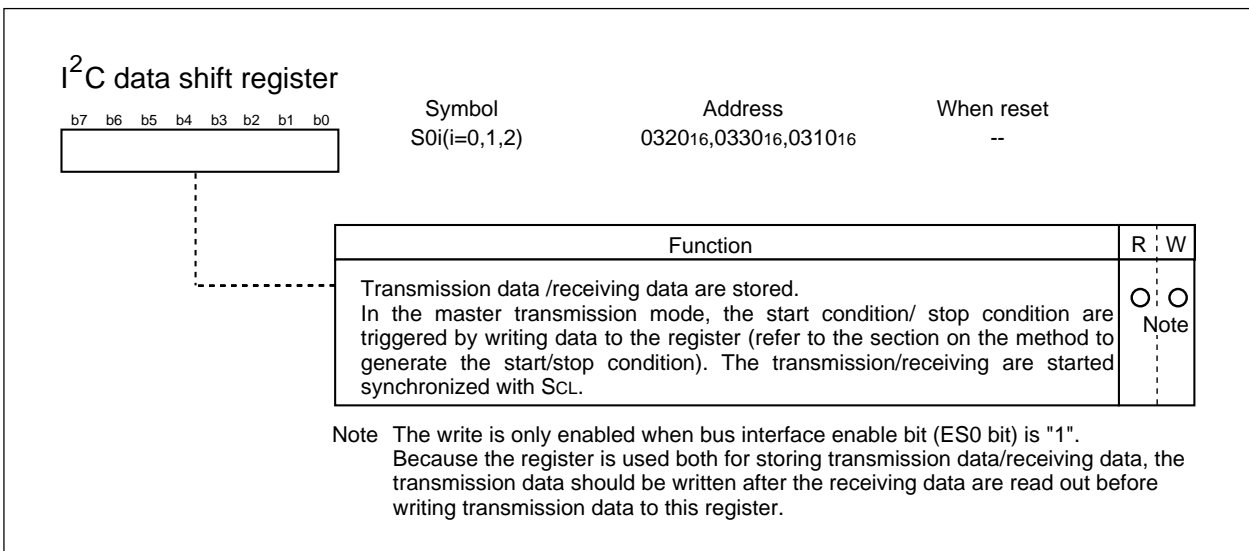 I2C data shift register
b7 b6 b5 b4 b3 b2 b1 b0
Symbol Address When reset
S0i(i=0,1,2) 032016,033016,031016 --
Function R W
Transmission data /receiving data are stored.
In the master transmission mode, the start condition/ stop condition are
triggered by writing data to the register (refer to the section on the method to
generate the start/stop condition). The transmission/receiving are started
synchronized with SCL.
Note
Note The write is only enabled when bus interface enable bit (ES0 bit) is "1".
Because the register is used both for storing transmission data/receiving data, the
transmission data should be written after the receiving data are read out before
writing transmission data to this register.